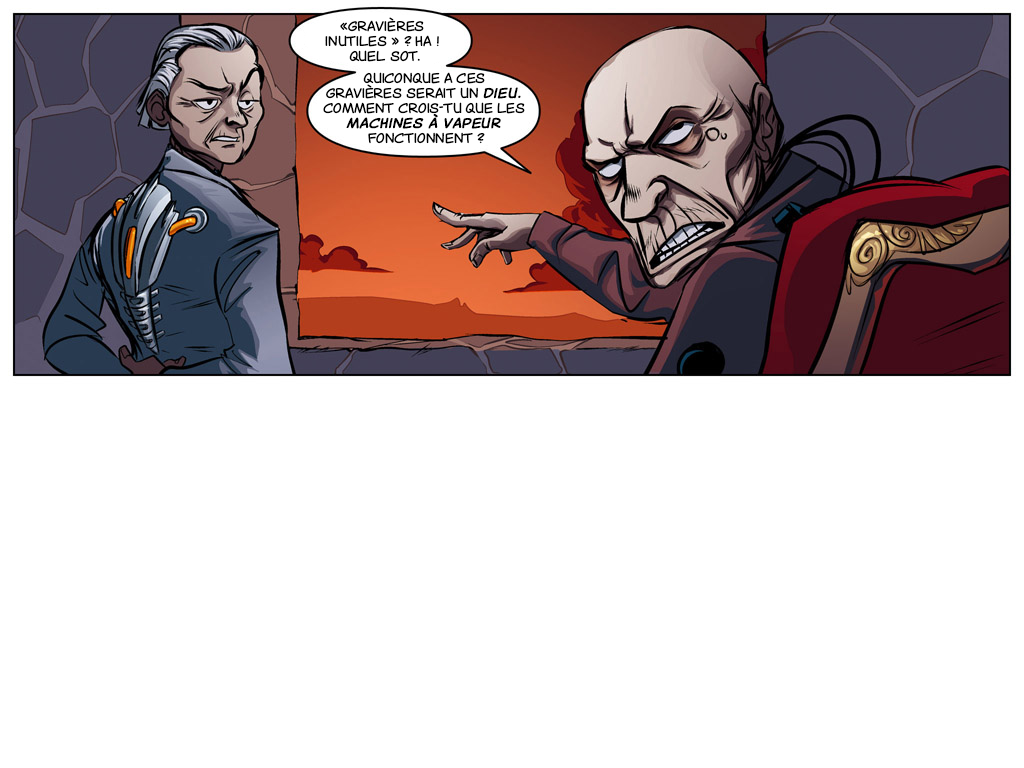 «GRAVIÈRES
INUTILES » ? HA !
QUEL SOT.
QUICONQUE A CES
GRAVIÈRES SERAIT UN DIEU.
COMMENT CROIS-TU QUE LES
MACHINES À VAPEUR
FONCTIONNENT ?